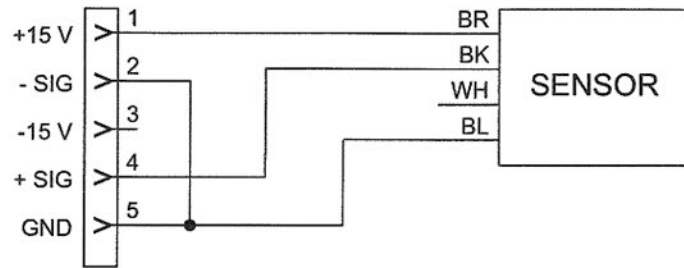 +15 V 1 BR
- SIG 2 BK
-15 V 3 WH
+ SIG 4 BL
GND 5
SENSOR